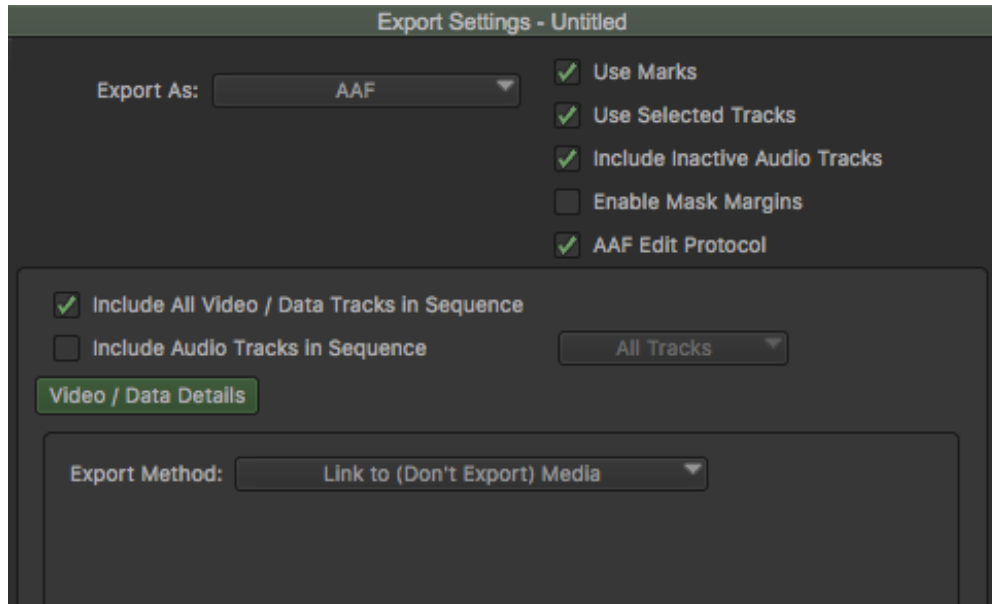 Export Settings - Untitled
Export As: AAF
Use Marks
Use Selected Tracks
Include Inactive Audio Tracks
Enable Mask Margins
AAF Edit Protocol
Include All Video / Data Tracks in Sequence
Include Audio Tracks in Sequence All Tracks
Video / Data Details
Export Method: Link to (Don't Export) Media